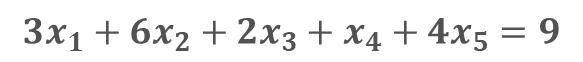 3x₁ + 6x₂ + 2x₃ + x₄ + 4x₅ = 9